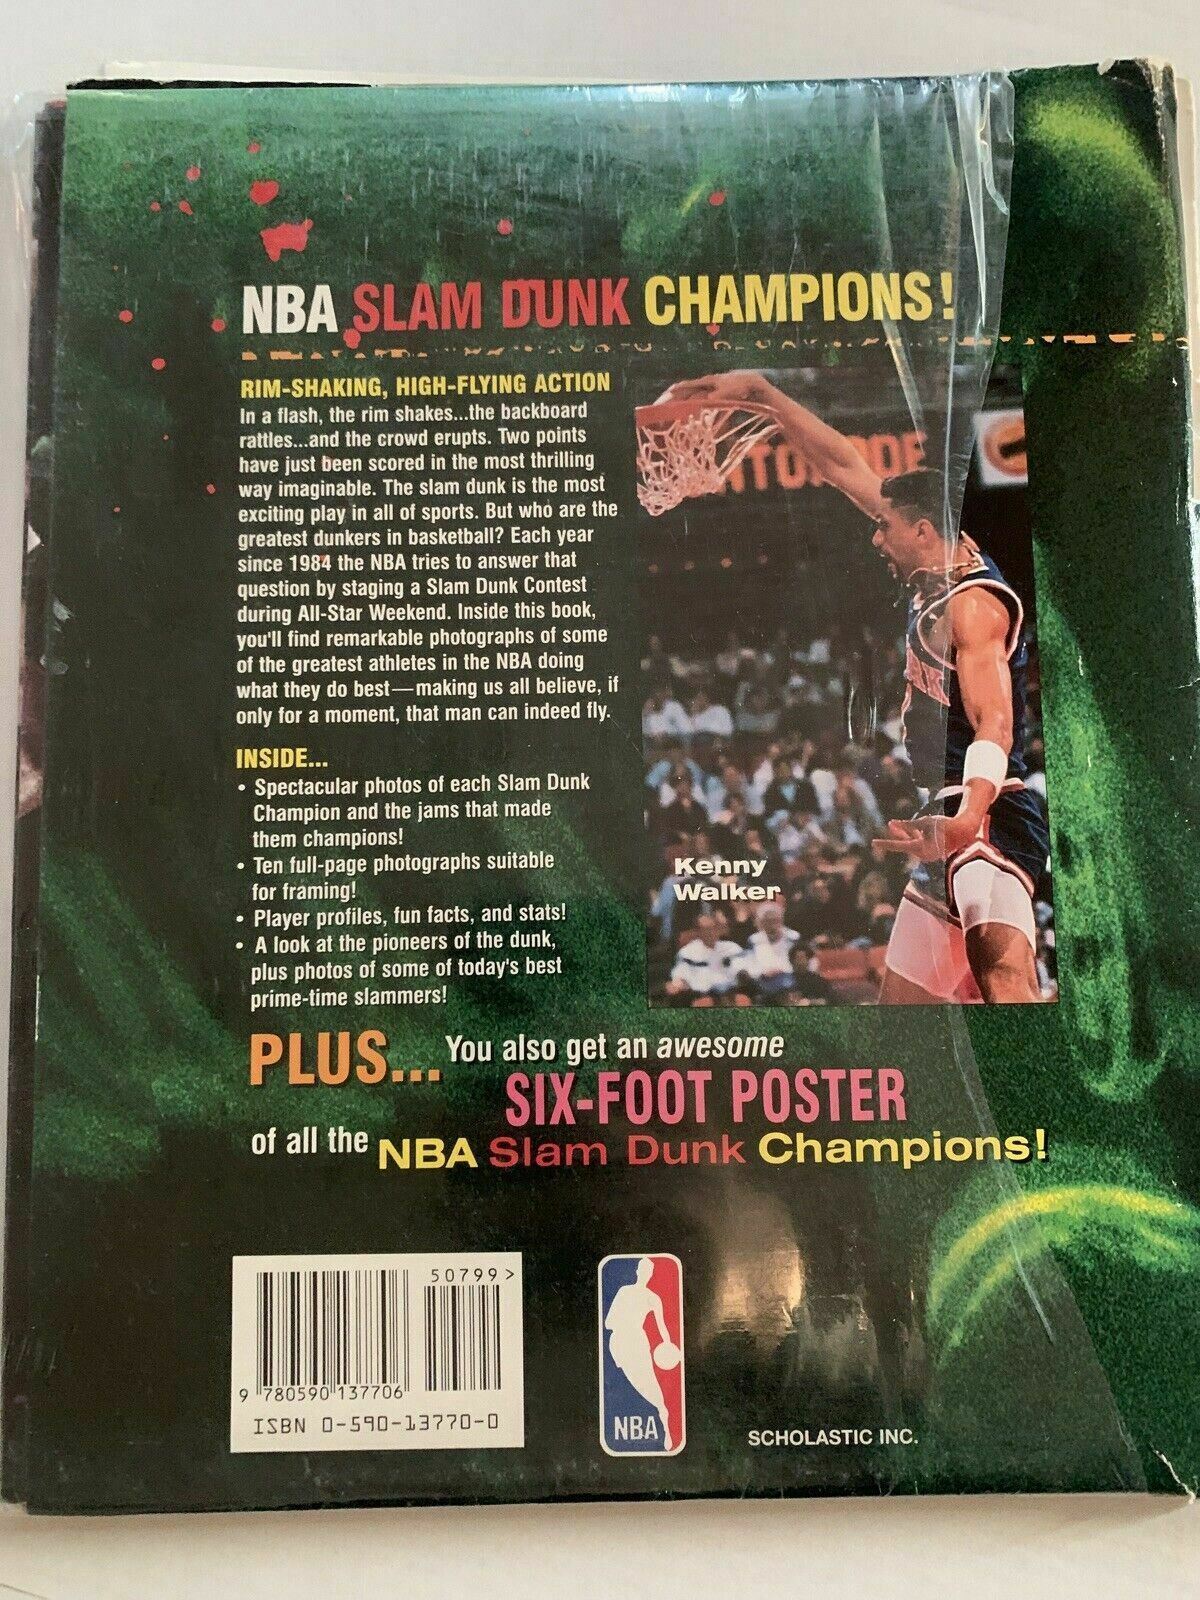 NBA SLAM DUNK CHAMPIONS!
RIM-SHAKING, HIGH-FLYING ACTION
In a flash, the rim shakes...the backboard
rattles...and the crowd erupts. Two points
have just been scored in the most thrilling
way imaginable. The slam dunk is the most
exciting play in all of sports. But who are the
greatest dunkers in basketball? Each year
since 1984 the NBA tries to answer that
question by staging a Slam Dunk Contest
during All-Star Weekend. Inside this book,
you'll find remarkable photographs of some
of the greatest athletes in the NBA doing
what they do best—making us all believe, if
only for a moment, that man can indeed fly.
INSIDE...
• Spectacular photos of each Slam Dunk
Champion and the jams that made
them champions!
• Ten full-page photographs suitable
for framing!
• Player profiles, fun facts, and stats!
• A look at the pioneers of the dunk,
plus photos of some of today's best
prime-time slammers!
Kenny
Walker
PLUS... You also get an awesome
SIX-FOOT POSTER
of all the NBA Slam Dunk Champions!
50799>
9 780590 137706
ISBN 0-590-13770-0
NBA
SCHOLASTIC INC.